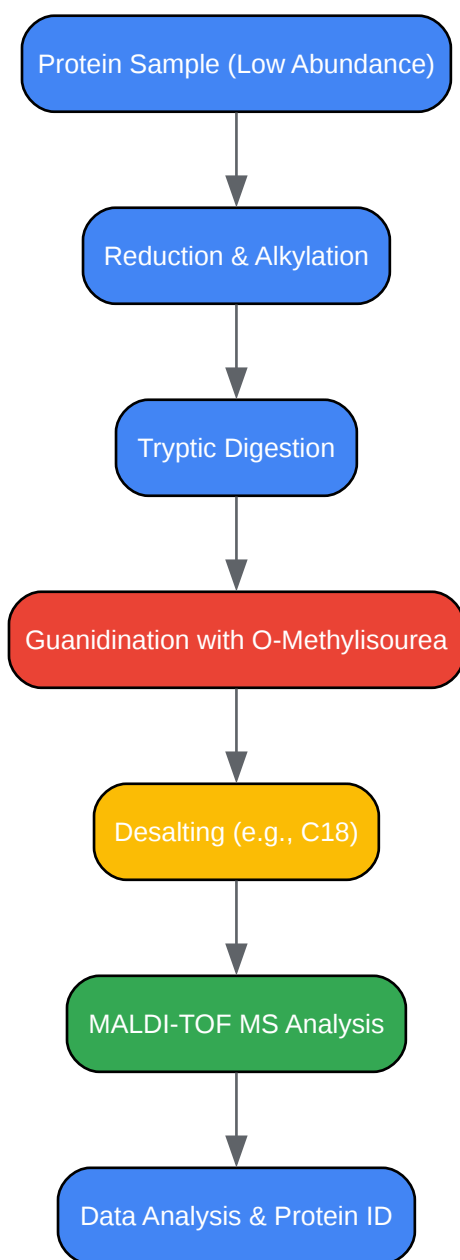 Protein Sample (Low Abundance)
Reduction & Alkylation
Tryptic Digestion
Guanidination with O-Methylisourea
Desalting (e.g., C18)
MALDI-TOF MS Analysis
Data Analysis & Protein ID